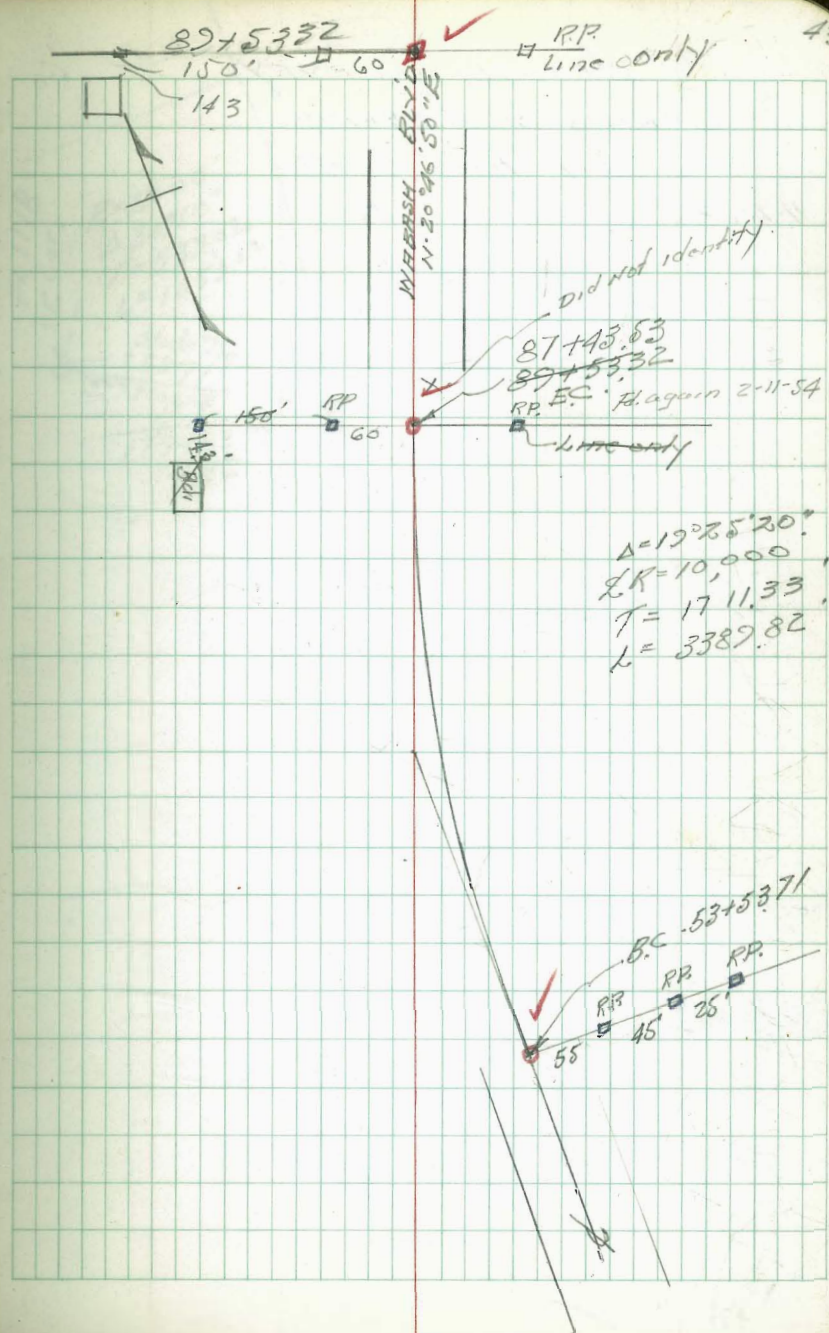 89+53.32
R.P.
150'
60
Line only
143
WABASH BLVD
N. 20°46'50"E
Did Not identify
87+43.53
89+53.32
E.C.
Fd. again 2-11-54
150'
RP
60
RP.
Line only
143'
Δ=19°25'20"
℄R=10,000
T= 1711.33
L= 3389.82
B.C. 53+53.71
RP.
RP.
RP.
55
45'
25'